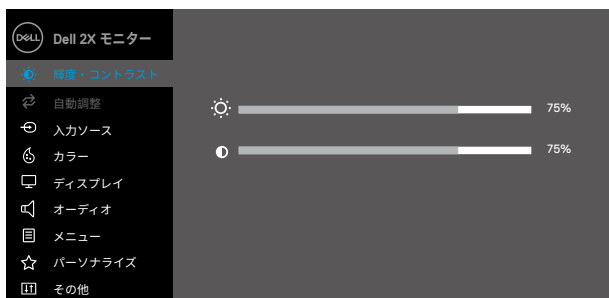 DELL
Dell 2X モニター
輝度・コントラスト
自動調整
入力ソース
カラー
ディスプレイ
オーディオ
メニュー
パーソナライズ
その他
75%
75%